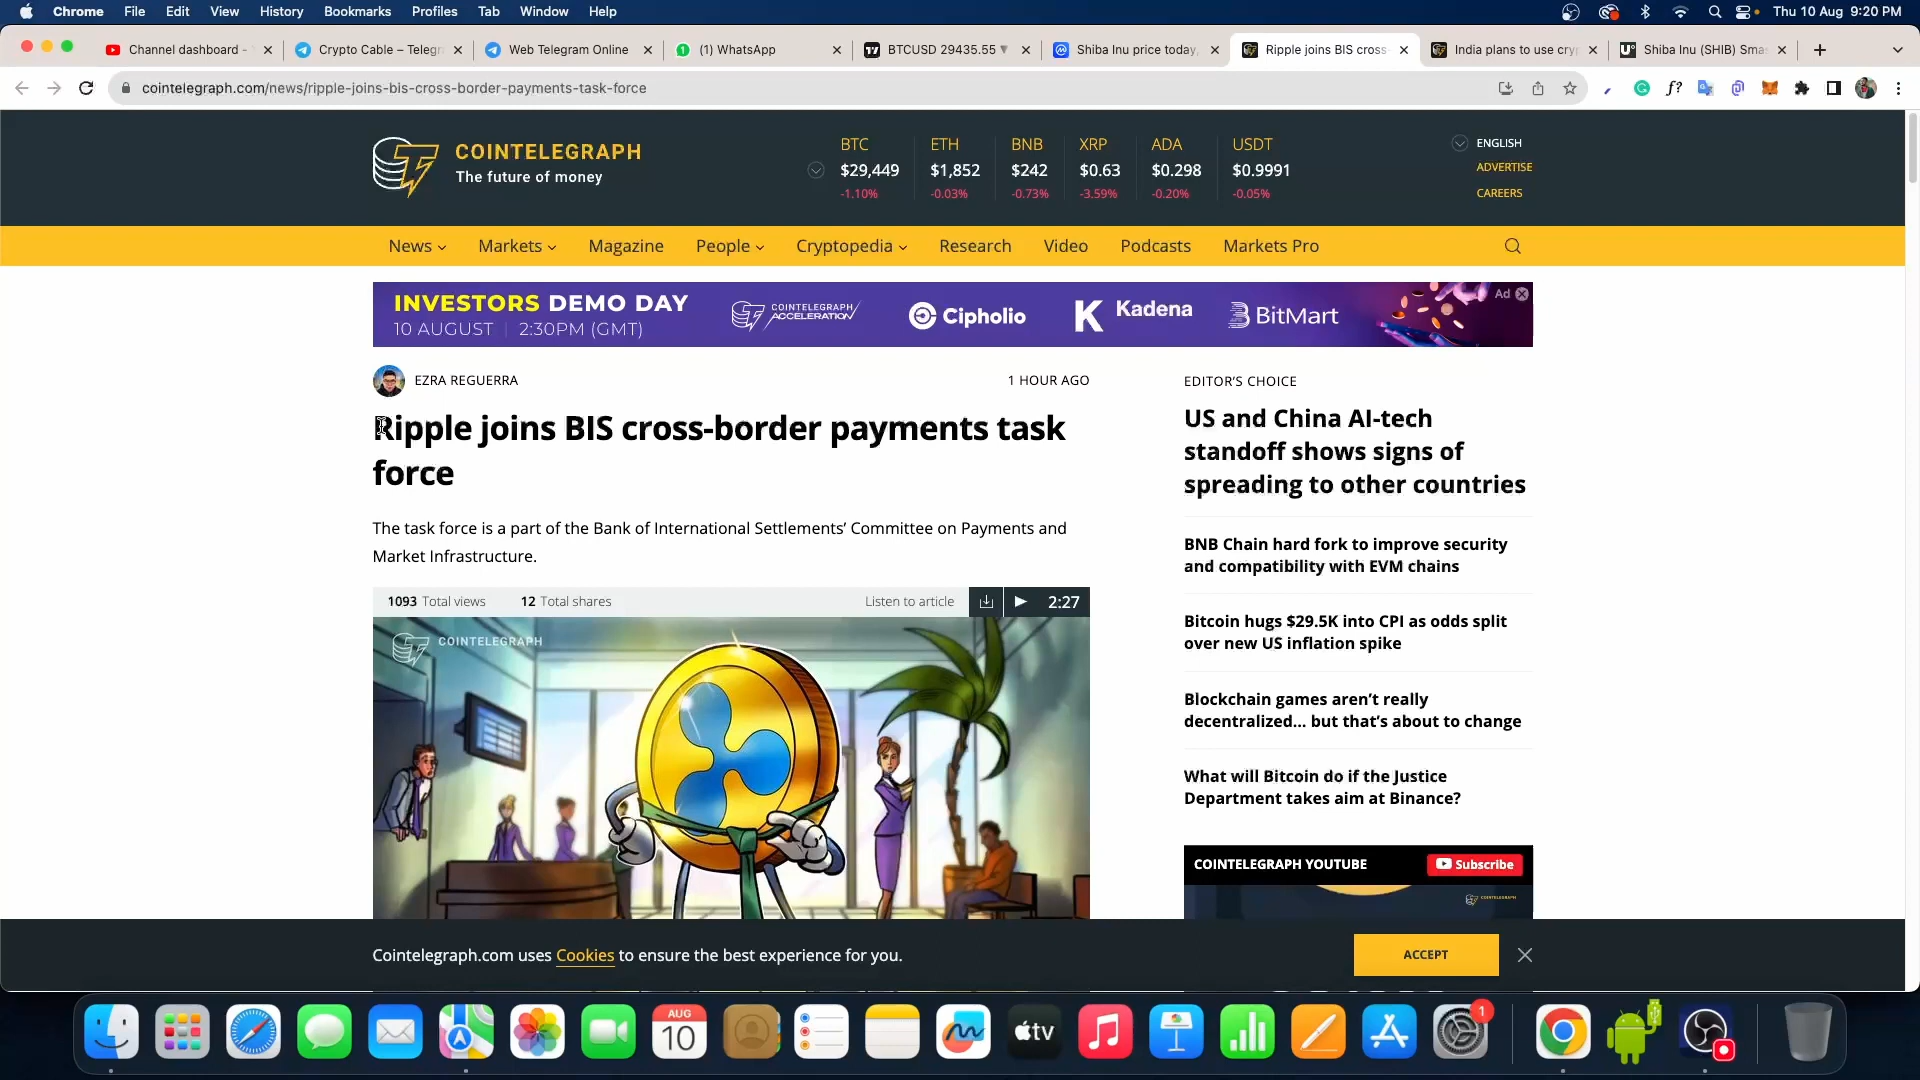 Chrome File Edit View History Bookmarks Profiles Tab Window Help Thu 10 Aug 9:20 PM
Channel dashboard - Crypto Cable – Telegr Web Telegram Online (1) WhatsApp BTCUSD 29435.55 ▼ Shiba Inu price today, Ripple joins BIS cross- India plans to use cry Shiba Inu (SHIB) Sma
cointelegraph.com/news/ripple-joins-bis-cross-border-payments-task-force
COINTELEGRAPH
The future of money
BTC ETH BNB XRP ADA USDT
$29,449 $1,852 $242 $0.63 $0.298 $0.9991
-1.10% -0.03% -0.73% -3.59% -0.20% -0.05%
ENGLISH
ADVERTISE
CAREERS
News Markets Magazine People Cryptopedia Research Video Podcasts Markets Pro
INVESTORS DEMO DAY
10 AUGUST | 2:30PM (GMT)
COINTELEGRAPH
ACCELERATION
Cipholio
Kadena
BitMart
Ad
EZRA REGUERRA 1 HOUR AGO
Ripple joins BIS cross-border payments task
force
The task force is a part of the Bank of International Settlements’ Committee on Payments and
Market Infrastructure.
1093 Total views 12 Total shares Listen to article 2:27
COINTELEGRAPH
EDITOR’S CHOICE
US and China AI-tech
standoff shows signs of
spreading to other countries
BNB Chain hard fork to improve security
and compatibility with EVM chains
Bitcoin hugs $29.5K into CPI as odds split
over new US inflation spike
Blockchain games aren’t really
decentralized... but that’s about to change
What will Bitcoin do if the Justice
Department takes aim at Binance?
COINTELEGRAPH YOUTUBE Subscribe
COINTELEGRAPH
Cointelegraph.com uses Cookies to ensure the best experience for you.
ACCEPT
AUG
10
tv
1